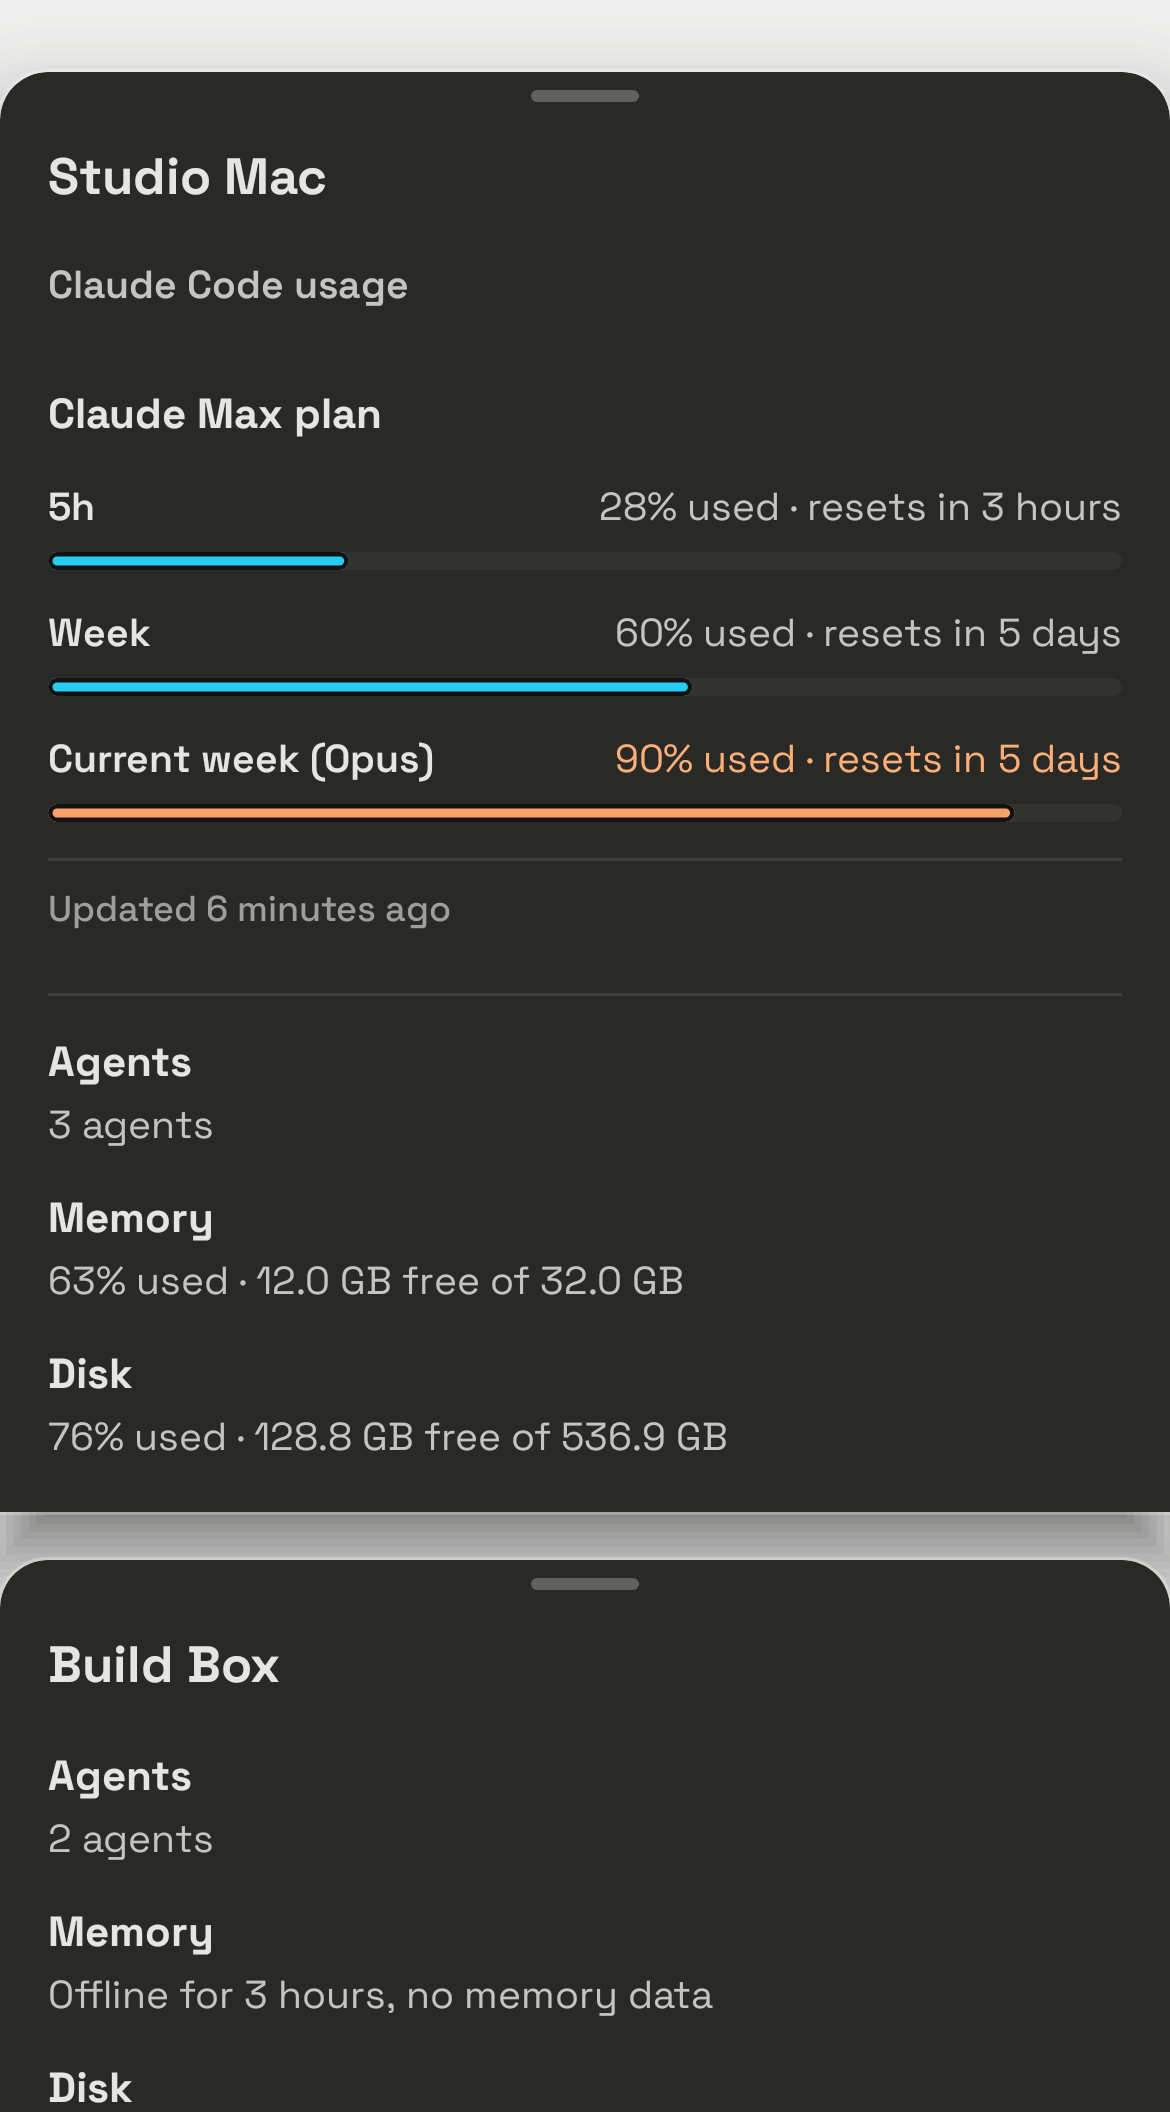 Studio Mac
Claude Code usage
Claude Max plan
5h 28% used · resets in 3 hours
Week 60% used · resets in 5 days
Current week (Opus) 90% used · resets in 5 days
Updated 6 minutes ago
Agents
3 agents
Memory
63% used · 12.0 GB free of 32.0 GB
Disk
76% used · 128.8 GB free of 536.9 GB
Build Box
Agents
2 agents
Memory
Offline for 3 hours, no memory data
Disk